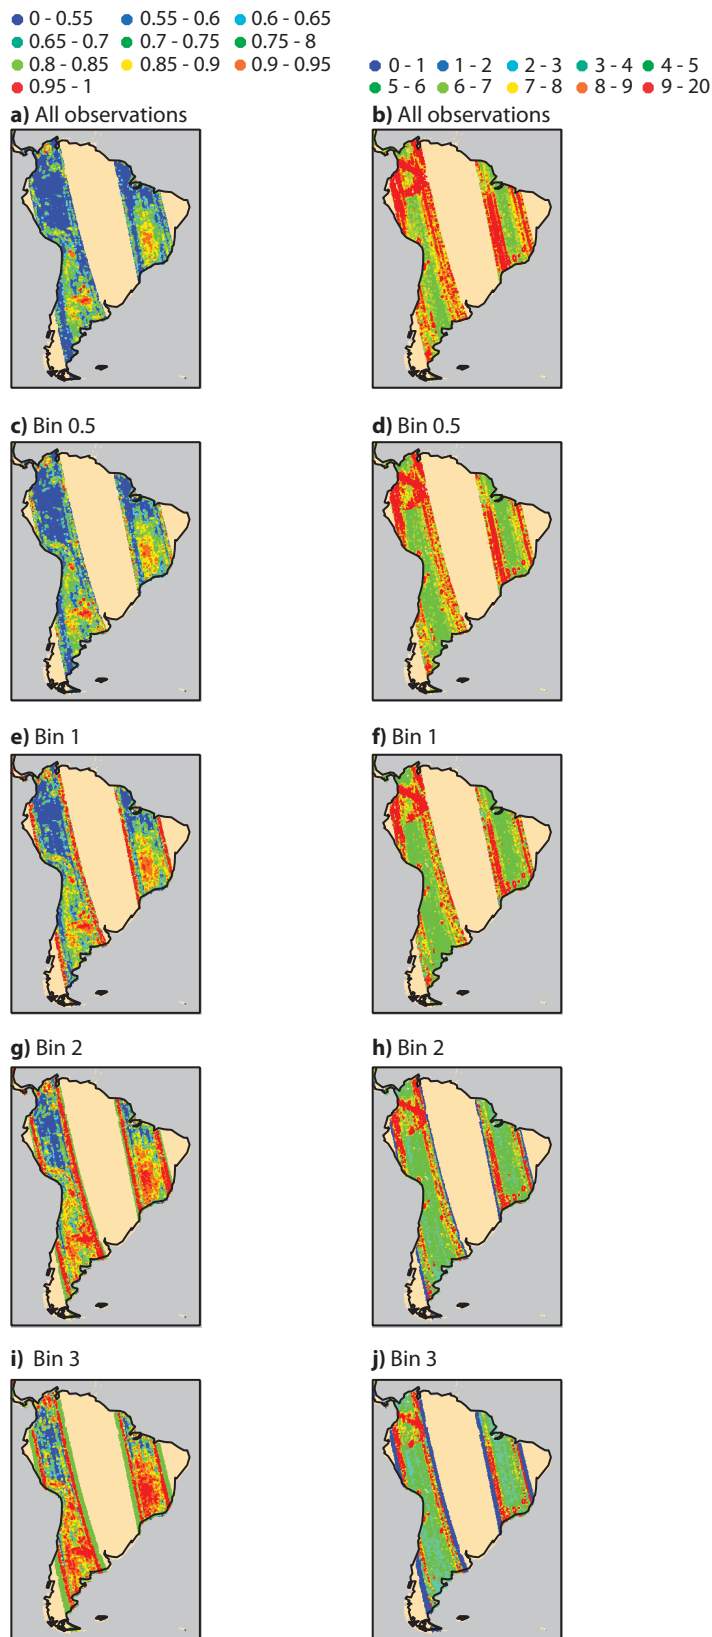 0 - 0.55 0.55 - 0.6 0.6 - 0.65
0.65 - 0.7 0.7 - 0.75 0.75 - 8
0.8 - 0.85 0.85 - 0.9 0.9 - 0.95
0.95 - 1
0 - 1 1 - 2 2 - 3 3 - 4 4 - 5
5 - 6 6 - 7 7 - 8 8 - 9 9 - 20
a) All observations
b) All observations
c) Bin 0.5
d) Bin 0.5
e) Bin 1
f) Bin 1
g) Bin 2
h) Bin 2
i) Bin 3
j) Bin 3